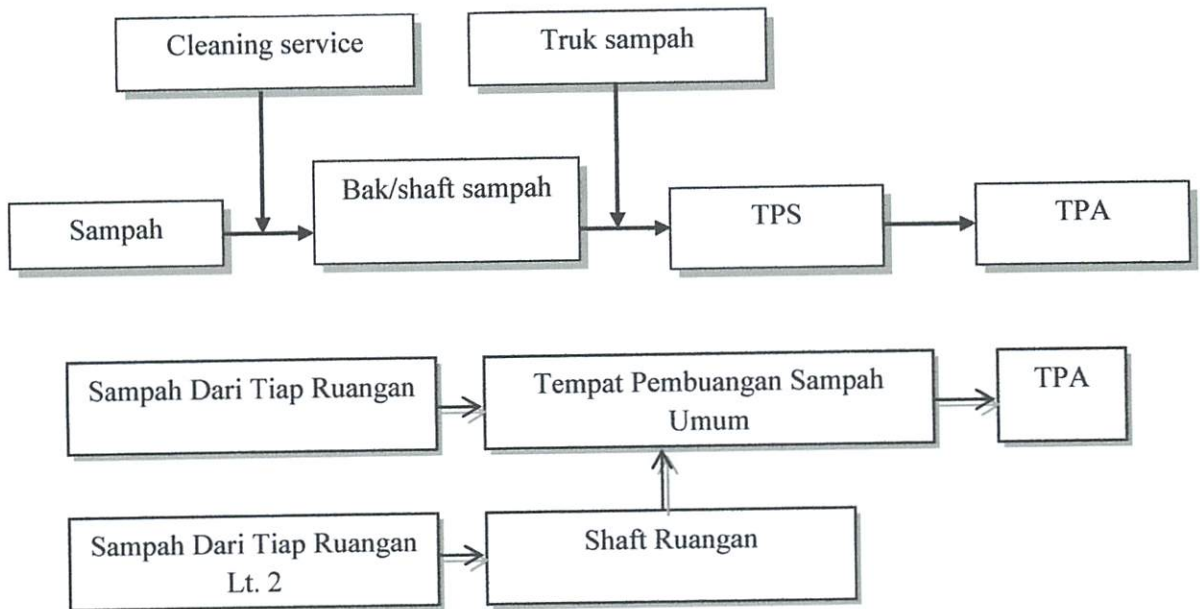 Cleaning service
Truk sampah
Sampah
Bak/shaft sampah
TPS
TPA
Sampah Dari Tiap Ruangan
Tempat Pembuangan Sampah
Umum
TPA
Sampah Dari Tiap Ruangan
Lt. 2
Shaft Ruangan